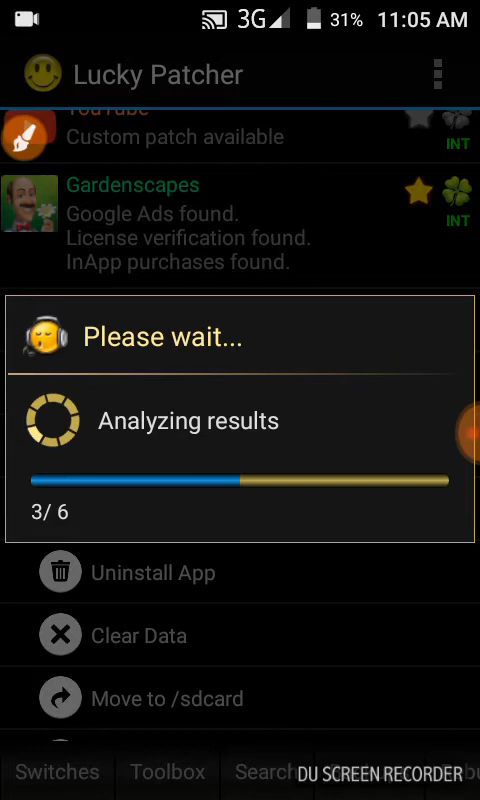 3G 31% 11:05 AM
Lucky Patcher
YouTube
Custom patch available
INT
Gardenscapes
Google Ads found.
INT
License verification found.
InApp purchases found.
Please wait...
Analyzing results
3/ 6
Uninstall App
Clear Data
Move to /sdcard
Switches Toolbox Search
DU SCREEN RECORDER